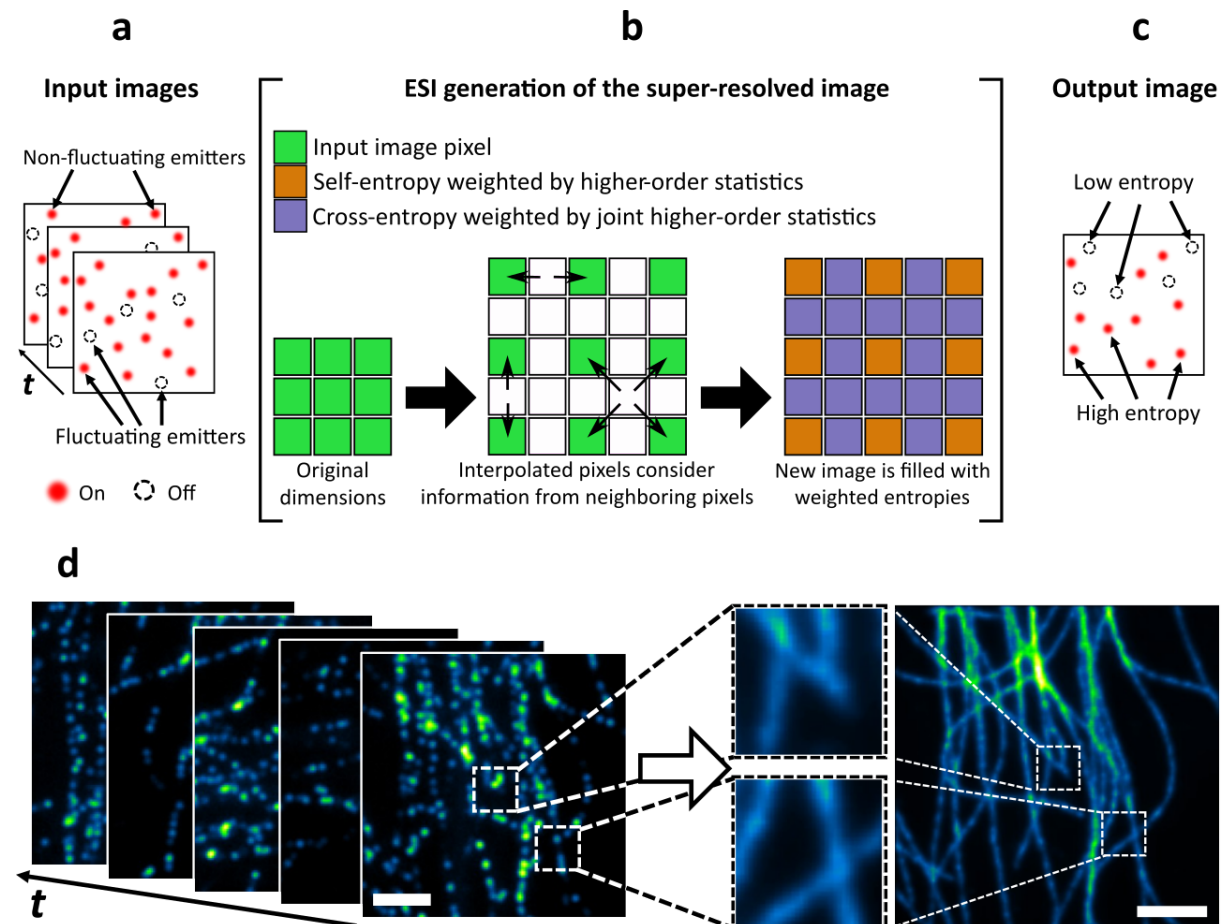 a
Input images
Non-fluctuating emitters
t
Fluctuating emitters
On
Off
b
ESI generation of the super-resolved image
Input image pixel
Self-entropy weighted by higher-order statistics
Cross-entropy weighted by joint higher-order statistics
Original
dimensions
Interpolated pixels consider
information from neighboring pixels
New image is filled with
weighted entropies
c
Output image
Low entropy
High entropy
d
t